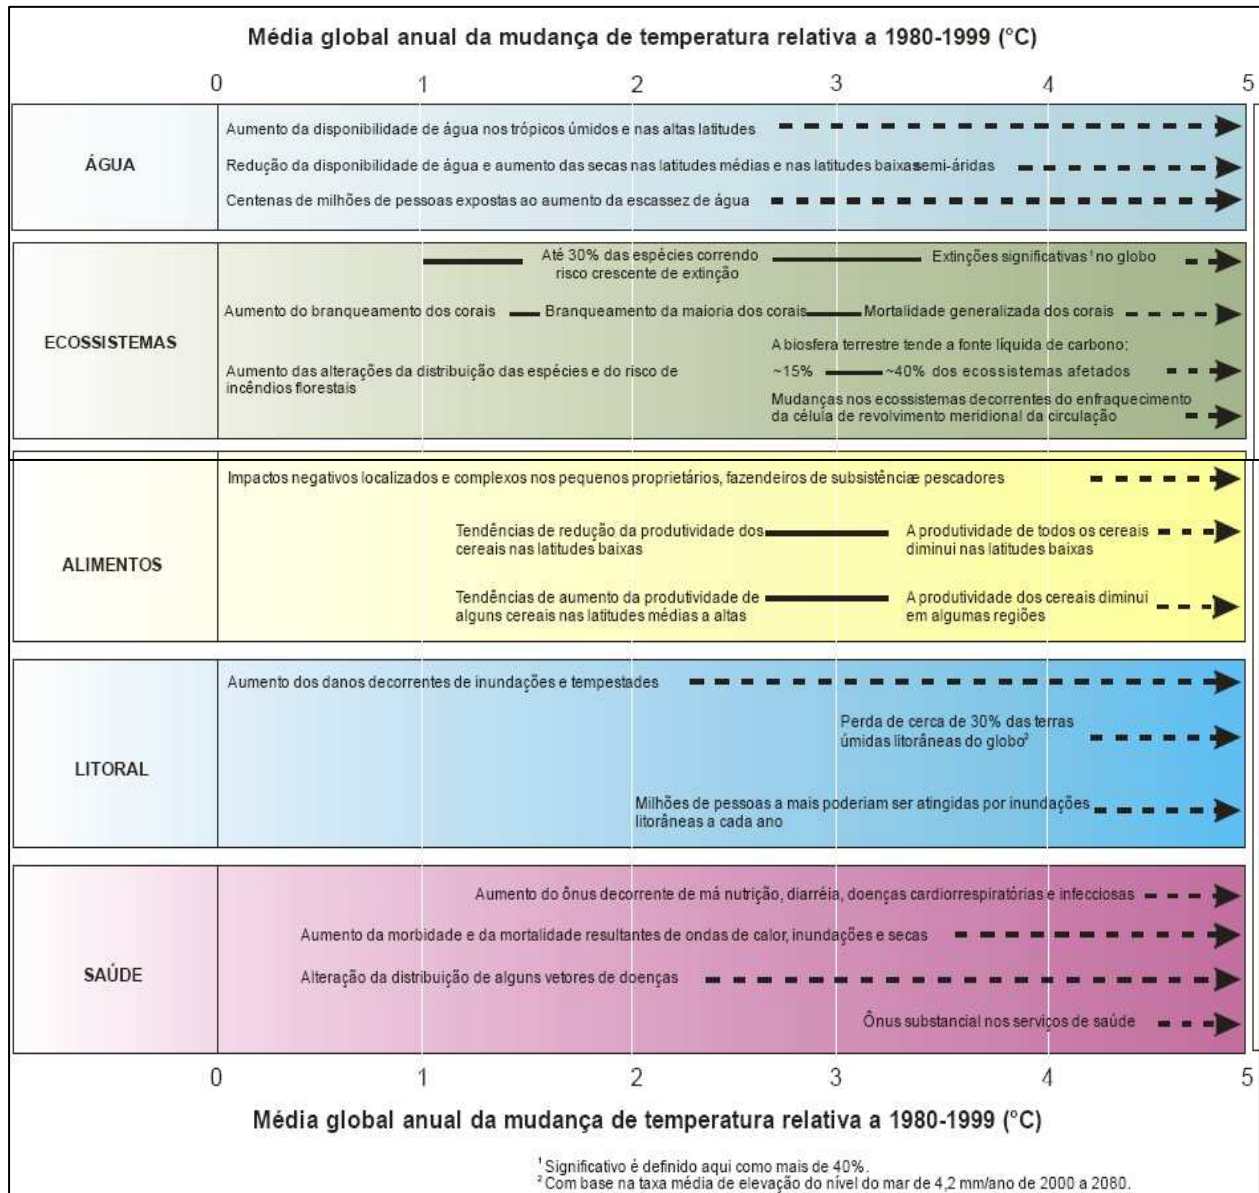 Média global anual da mudança de temperatura relativa a 1980-1999 (°C)
0 1 2 3 4 5
ÁGUA
Aumento da disponibilidade de água nos trópicos úmidos e nas altas latitudes
Redução da disponibilidade de água e aumento das secas nas latitudes médias e nas latitudes baixas semi-áridas
Centenas de milhões de pessoas expostas ao aumento da escassez de água
ECOSSISTEMAS
Até 30% das espécies correndo
risco crescente de extinção
Extinções significativas¹ no globo
Aumento do branqueamento dos corais
Branqueamento da maioria dos corais
Mortalidade generalizada dos corais
Aumento das alterações da distribuição das espécies e do risco de
incêndios florestais
A biosfera terrestre tende a fonte líquida de carbono:
~15% ~40% dos ecossistemas afetados
Mudanças nos ecossistemas decorrentes do enfraquecimento
da célula de revolvimento meridional da circulação
ALIMENTOS
Impactos negativos localizados e complexos nos pequenos proprietários, fazendeiros de subsistência e pescadores
Tendências de redução da produtividade dos
cereais nas latitudes baixas
A produtividade de todos os cereais
diminui nas latitudes baixas
Tendências de aumento da produtividade de
alguns cereais nas latitudes médias a altas
A produtividade dos cereais diminui
em algumas regiões
LITORAL
Aumento dos danos decorrentes de inundações e tempestades
Perda de cerca de 30% das terras
úmidas litorâneas do globo²
Milhões de pessoas a mais poderiam ser atingidas por inundações
litorâneas a cada ano
SAÚDE
Aumento do ônus decorrente de má nutrição, diarréia, doenças cardiorrespiratórias e infecciosas
Aumento da morbidade e da mortalidade resultantes de ondas de calor, inundações e secas
Alteração da distribuição de alguns vetores de doenças
Ônus substancial nos serviços de saúde
0 1 2 3 4 5
Média global anual da mudança de temperatura relativa a 1980-1999 (°C)
¹ Significativo é definido aqui como mais de 40%.
² Com base na taxa média de elevação do nível do mar de 4,2 mm/ano de 2000 a 2080.